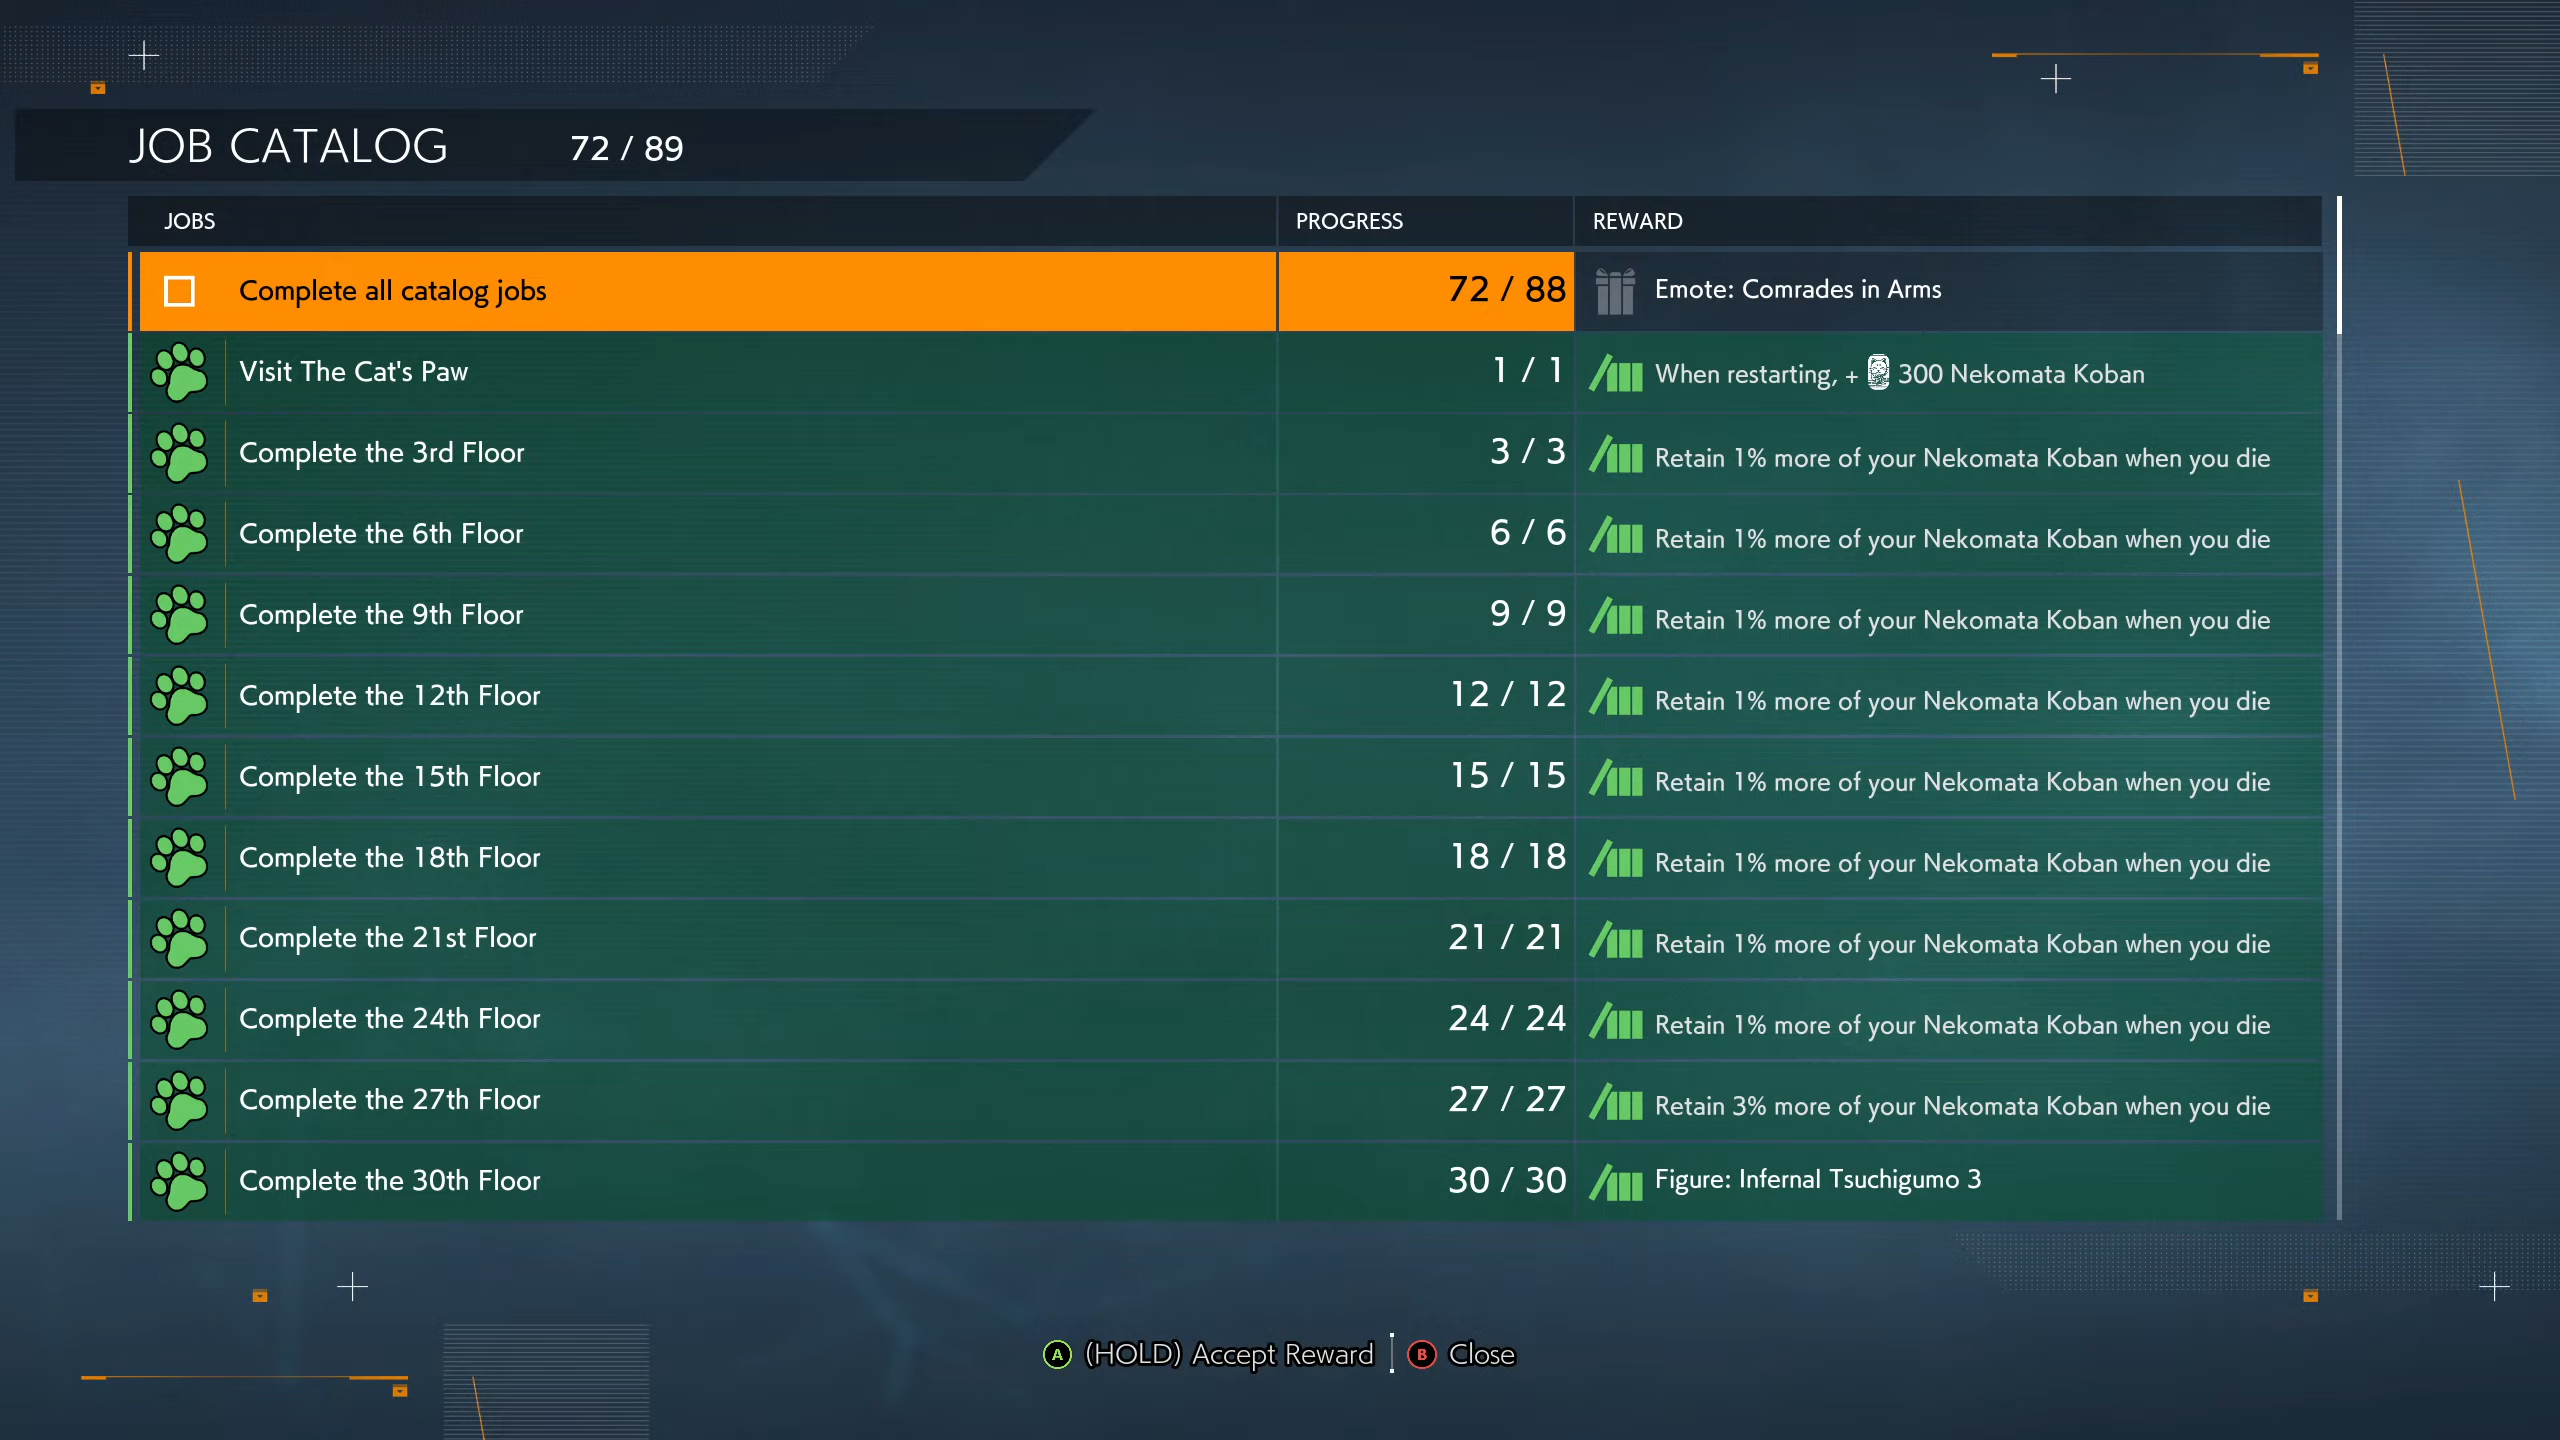 JOB CATALOG 72 / 89
JOBS PROGRESS REWARD
Complete all catalog jobs 72 / 88 Emote: Comrades in Arms
Visit The Cat's Paw 1 / 1 When restarting, + 300 Nekomata Koban
Complete the 3rd Floor 3 / 3 Retain 1% more of your Nekomata Koban when you die
Complete the 6th Floor 6 / 6 Retain 1% more of your Nekomata Koban when you die
Complete the 9th Floor 9 / 9 Retain 1% more of your Nekomata Koban when you die
Complete the 12th Floor 12 / 12 Retain 1% more of your Nekomata Koban when you die
Complete the 15th Floor 15 / 15 Retain 1% more of your Nekomata Koban when you die
Complete the 18th Floor 18 / 18 Retain 1% more of your Nekomata Koban when you die
Complete the 21st Floor 21 / 21 Retain 1% more of your Nekomata Koban when you die
Complete the 24th Floor 24 / 24 Retain 1% more of your Nekomata Koban when you die
Complete the 27th Floor 27 / 27 Retain 3% more of your Nekomata Koban when you die
Complete the 30th Floor 30 / 30 Figure: Infernal Tsuchigumo 3
A (HOLD) Accept Reward B Close